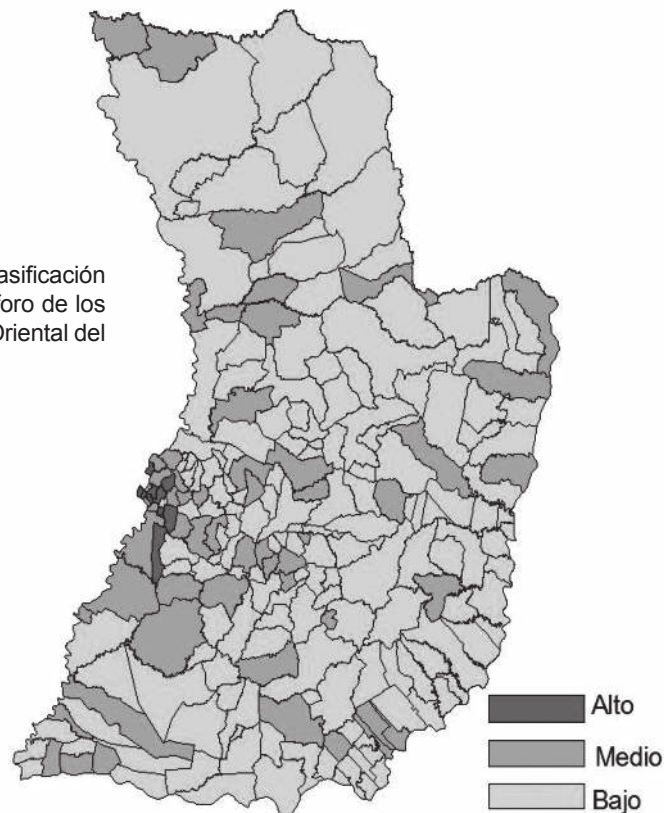 asificación
foro de los
Oriental del
Alto
Medio
Bajo